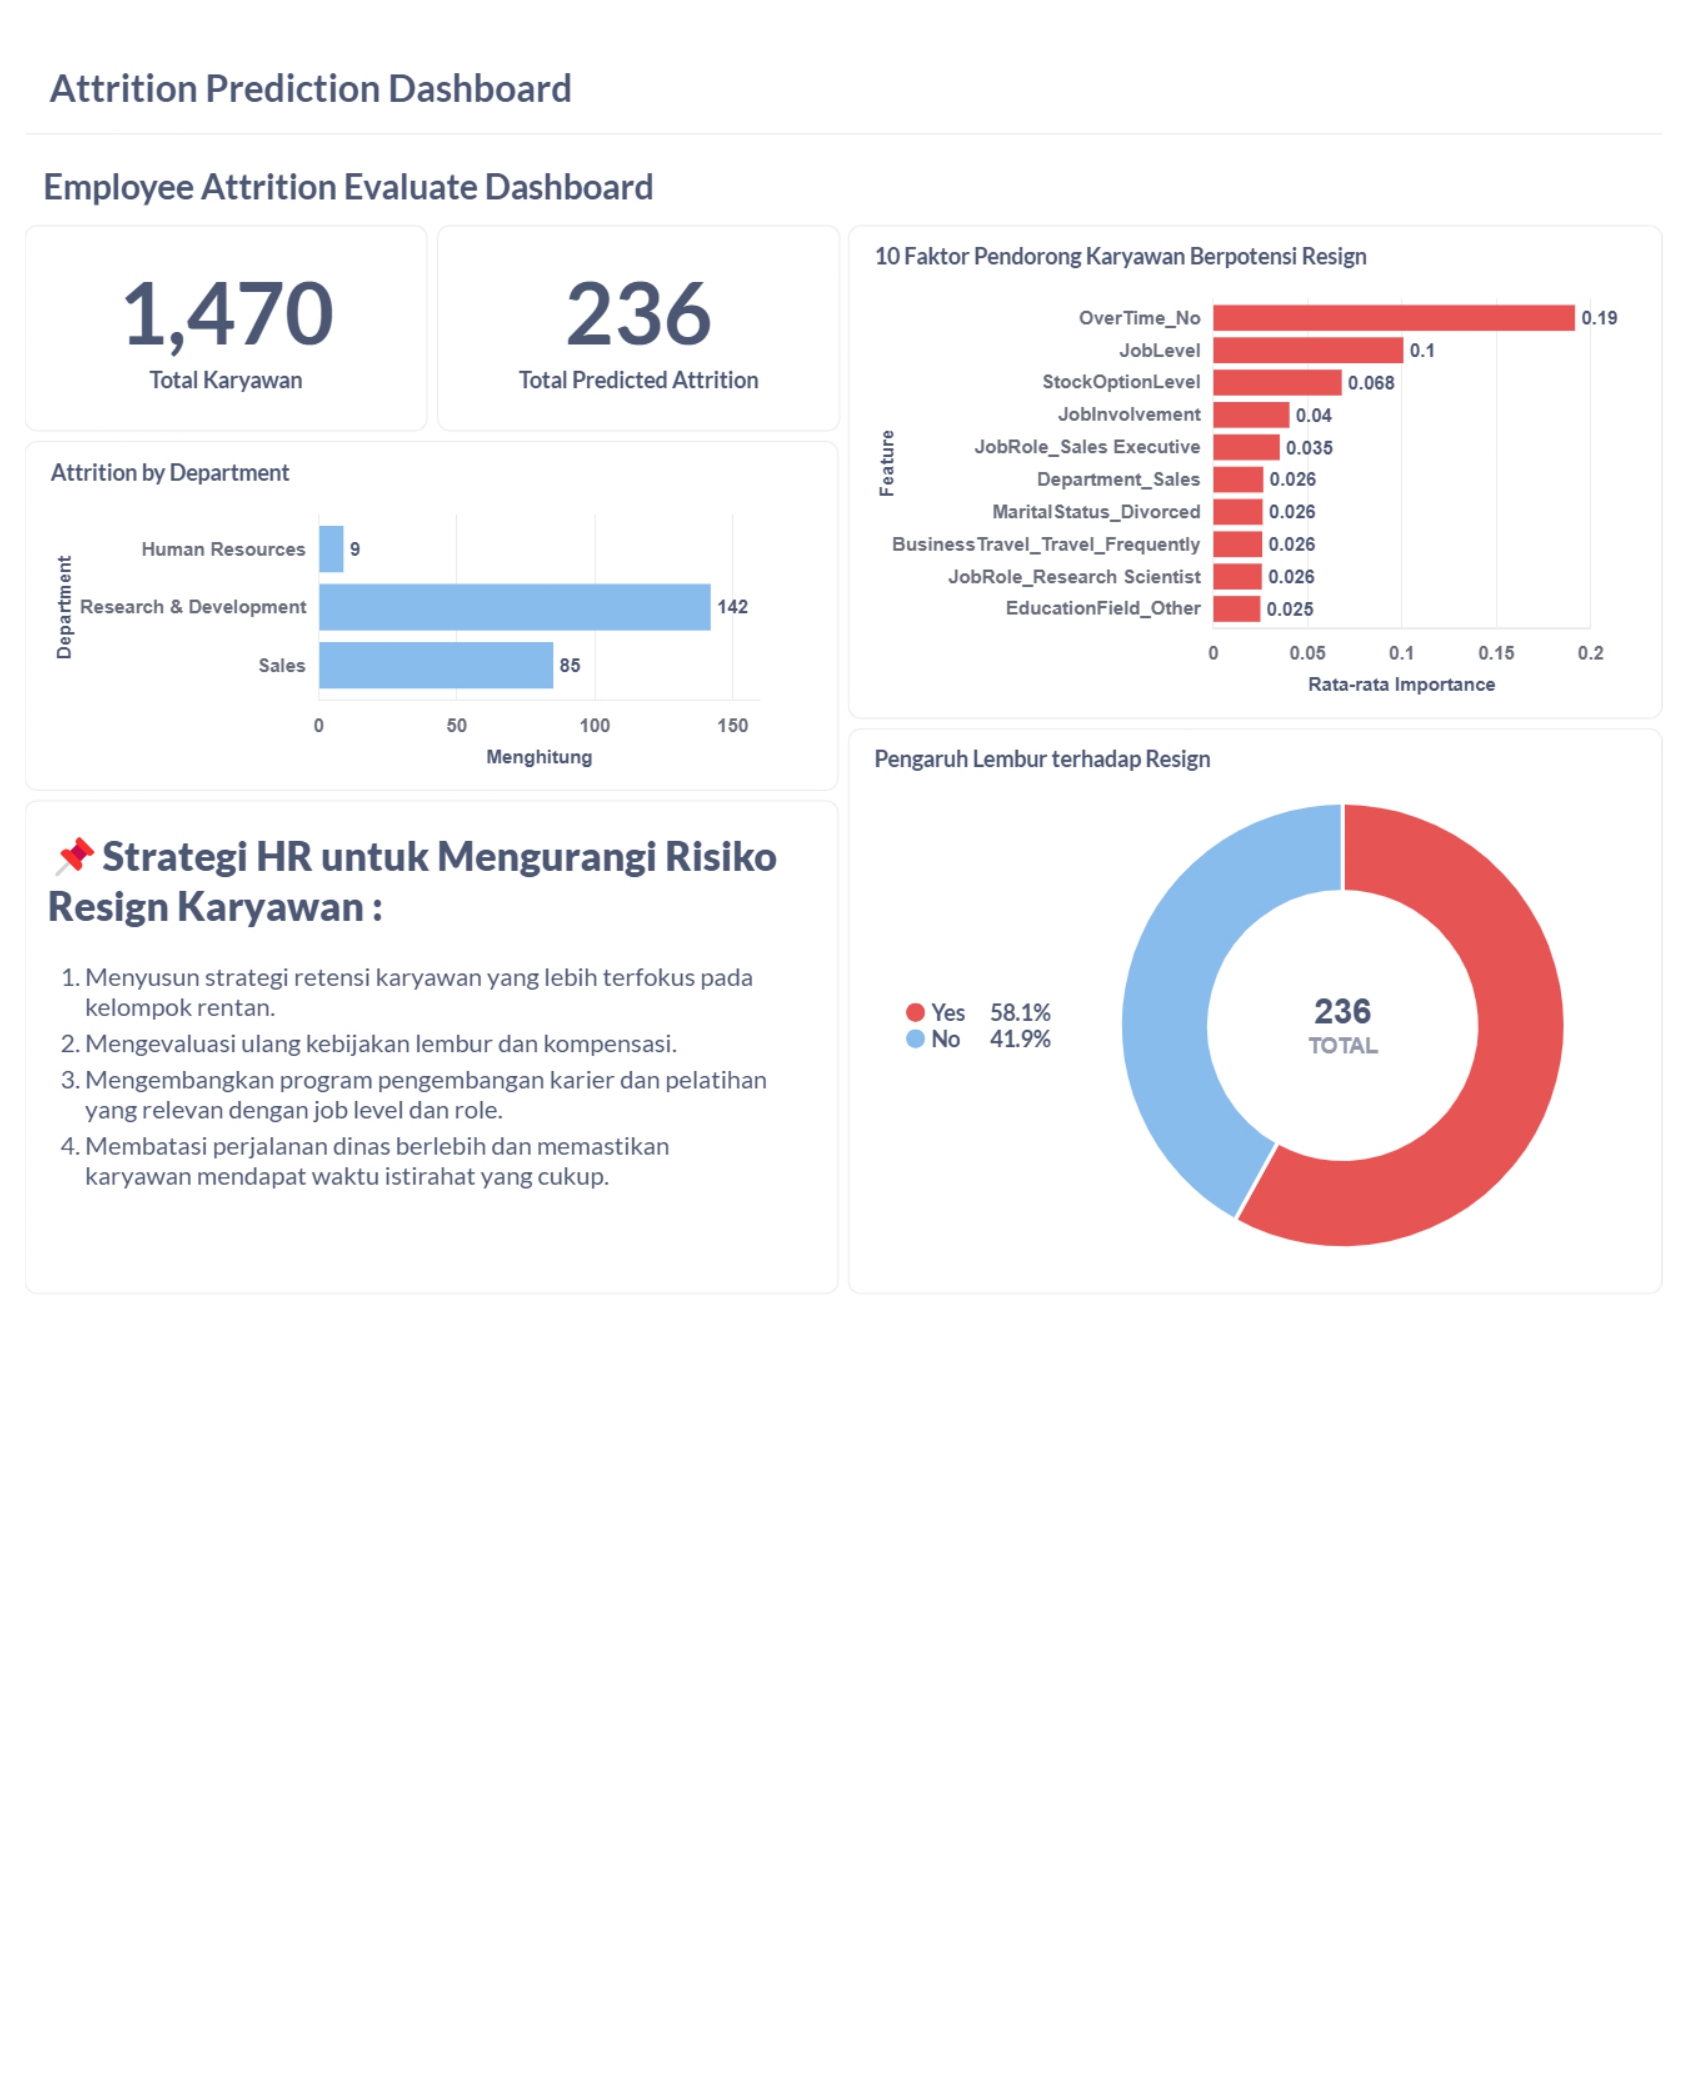 Attrition Prediction Dashboard
Employee Attrition Evaluate Dashboard
1,470
Total Karyawan
236
Total Predicted Attrition
Attrition by Department
Department
Human Resources
9
Research & Development
142
Sales
85
0
50
100
150
Menghitung
10 Faktor Pendorong Karyawan Berpotensi Resign
Feature
OverTime_No
0.19
JobLevel
0.1
StockOptionLevel
0.068
JobInvolvement
0.04
JobRole_Sales Executive
0.035
Department_Sales
0.026
MaritalStatus_Divorced
0.026
BusinessTravel_Travel_Frequently
0.026
JobRole_Research Scientist
0.026
EducationField_Other
0.025
0
0.05
0.1
0.15
0.2
Rata-rata Importance
📌 Strategi HR untuk Mengurangi Risiko
Resign Karyawan :
1. Menyusun strategi retensi karyawan yang lebih terfokus pada
kelompok rentan.
2. Mengevaluasi ulang kebijakan lembur dan kompensasi.
3. Mengembangkan program pengembangan karier dan pelatihan
yang relevan dengan job level dan role.
4. Membatasi perjalanan dinas berlebih dan memastikan
karyawan mendapat waktu istirahat yang cukup.
Pengaruh Lembur terhadap Resign
Yes 58.1%
No 41.9%
236
TOTAL